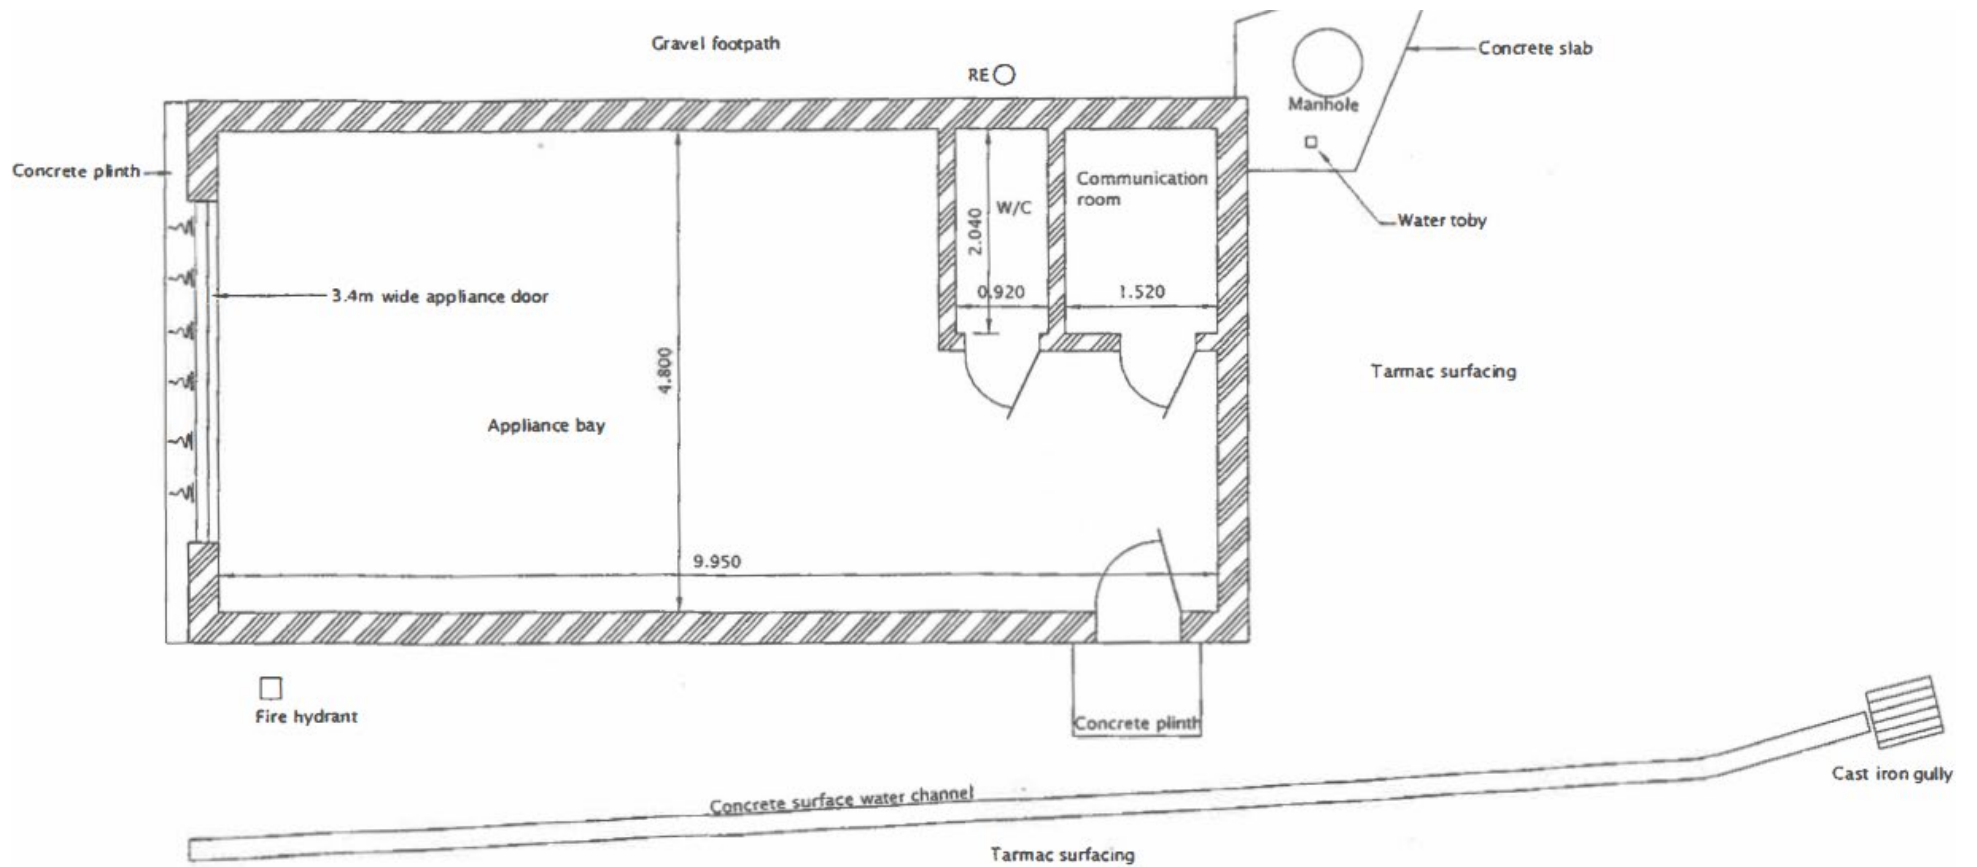 Gravel footpath
RE
Concrete slab
Manhole
Concrete plinth
Communication
room
W/C
2.040
Water toby
0.920
1.520
3.4m wide appliance door
4.800
Tarmac surfacing
Appliance bay
9.950
Fire hydrant
Concrete plinth
Cast iron gully
Concrete surface water channel
Tarmac surfacing